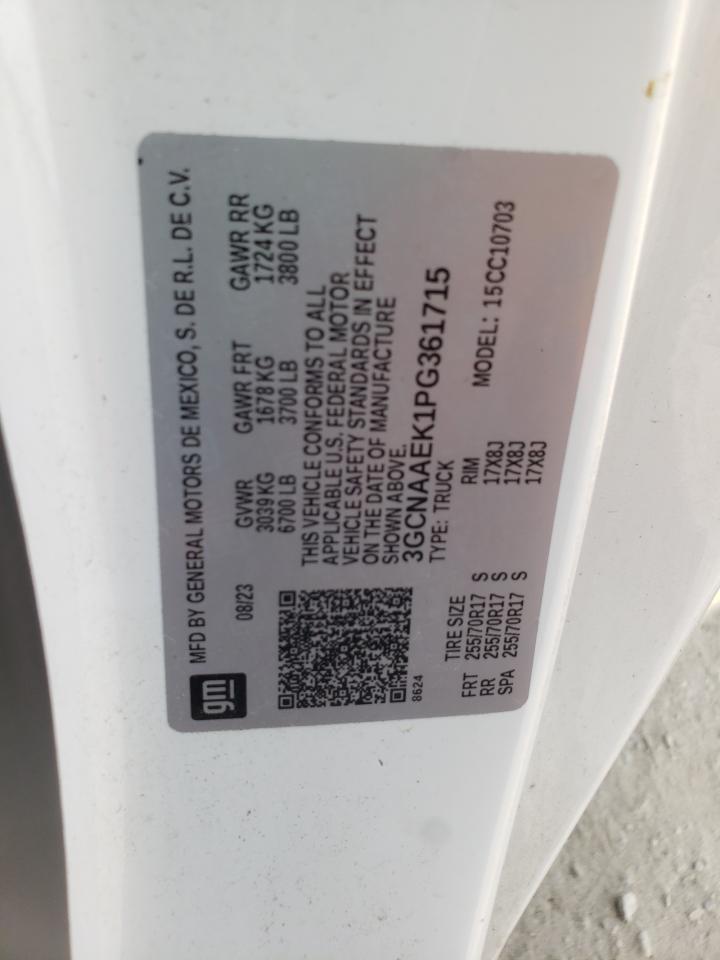 gm
MFD BY GENERAL MOTORS DE MEXICO, S. DE R.L. DE C.V.
08/23
GVWR GAWR FRT GAWR RR
3039 KG 1678 KG 1724 KG
6700 LB 3700 LB 3800 LB
THIS VEHICLE CONFORMS TO ALL
APPLICABLE U.S. FEDERAL MOTOR
VEHICLE SAFETY STANDARDS IN EFFECT
ON THE DATE OF MANUFACTURE
SHOWN ABOVE.
3GCNAAEK1PG361715
TYPE: TRUCK
8624
MODEL: 15CC10703
TIRE SIZE RIM
FRT 255/70R17 S 17X8J
RR 255/70R17 S 17X8J
SPA 255/70R17 S 17X8J